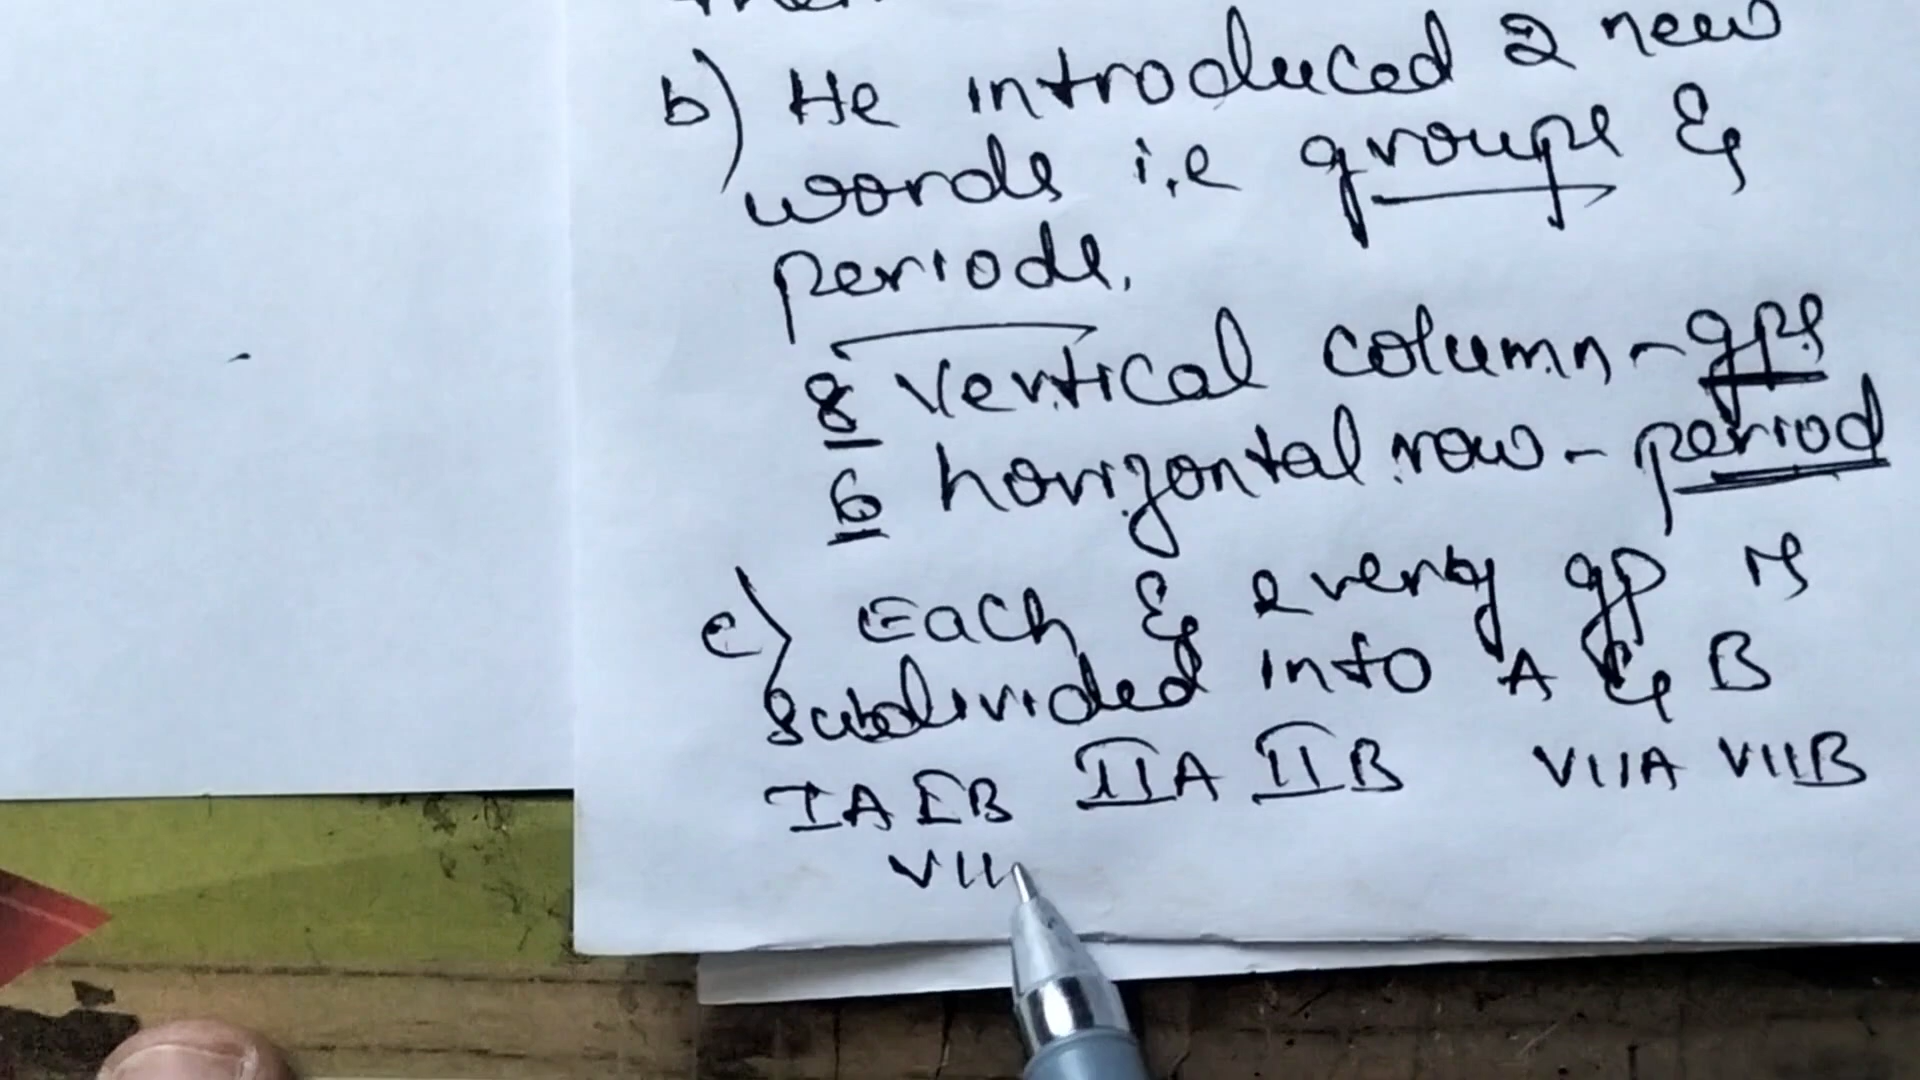 b) He introduced 2 new
words i.e groups &
periods.
8 Vertical column - gps
6 horizontal row - period
c) Each & every gp is
subdivided into A & B
IA IB IIA IIB VIIA VIIB
VIII